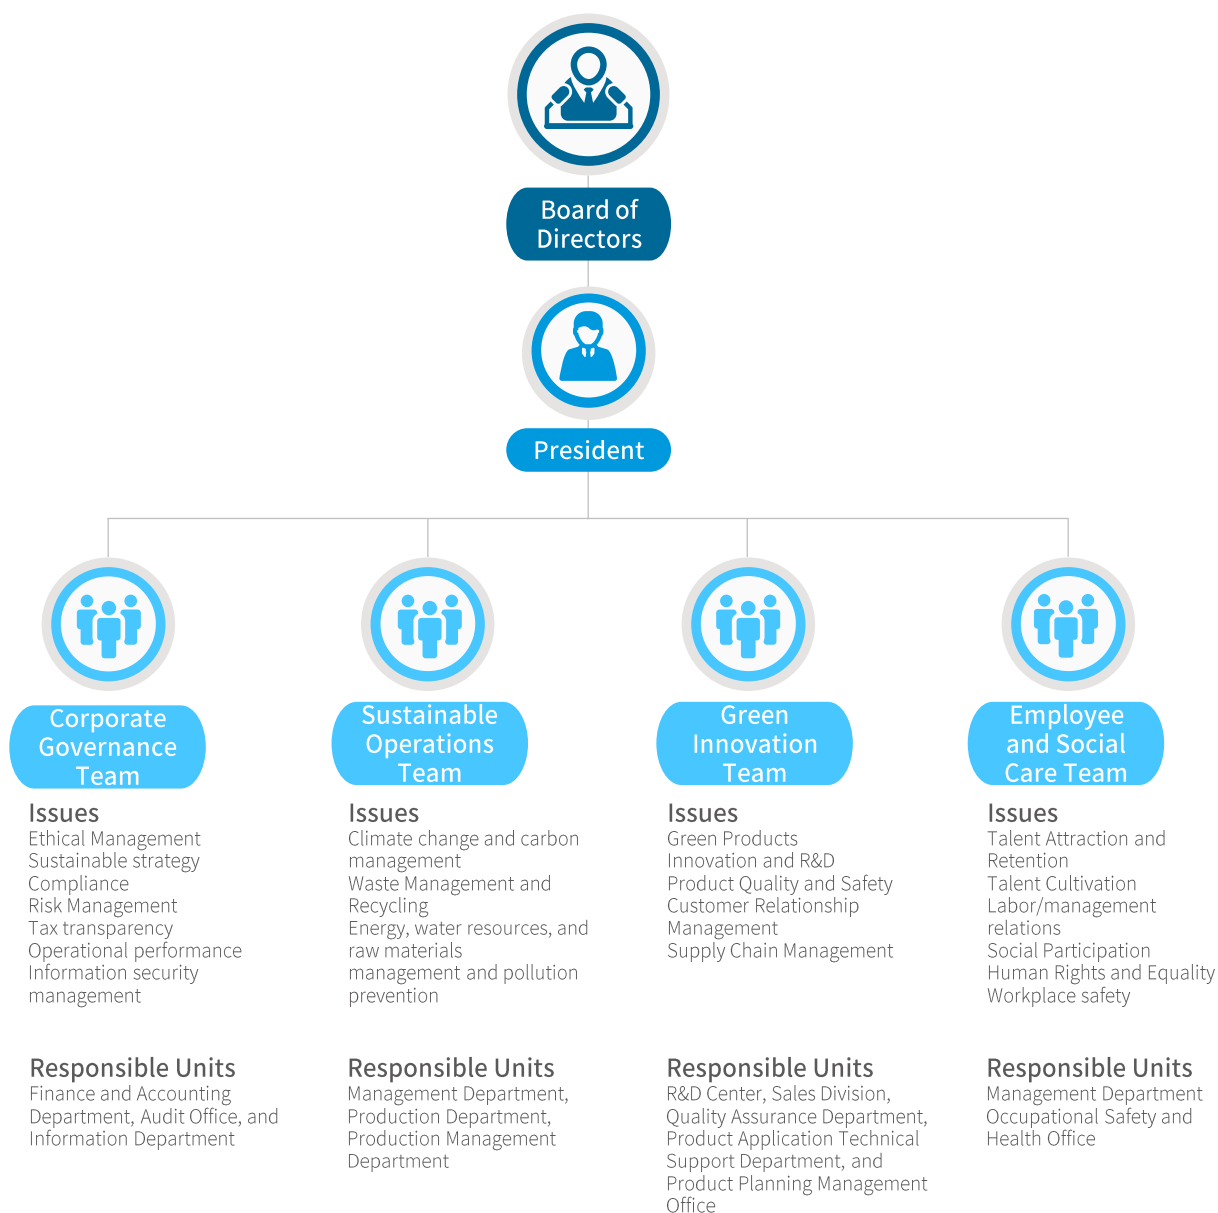 Board of
Directors
President
Corporate
Governance
Team
Issues
Ethical Management
Sustainable strategy
Compliance
Risk Management
Tax transparency
Operational performance
Information security
management
Responsible Units
Finance and Accounting
Department, Audit Office, and
Information Department
Sustainable
Operations
Team
Issues
Climate change and carbon
management
Waste Management and
Recycling
Energy, water resources, and
raw materials
management and pollution
prevention
Responsible Units
Management Department,
Production Department,
Production Management
Department
Green
Innovation
Team
Issues
Green Products
Innovation and R&D
Product Quality and Safety
Customer Relationship
Management
Supply Chain Management
Responsible Units
R&D Center, Sales Division,
Quality Assurance Department,
Product Application Technical
Support Department, and
Product Planning Management
Office
Employee
and Social
Care Team
Issues
Talent Attraction and
Retention
Talent Cultivation
Labor/management
relations
Social Participation
Human Rights and Equality
Workplace safety
Responsible Units
Management Department
Occupational Safety and
Health Office